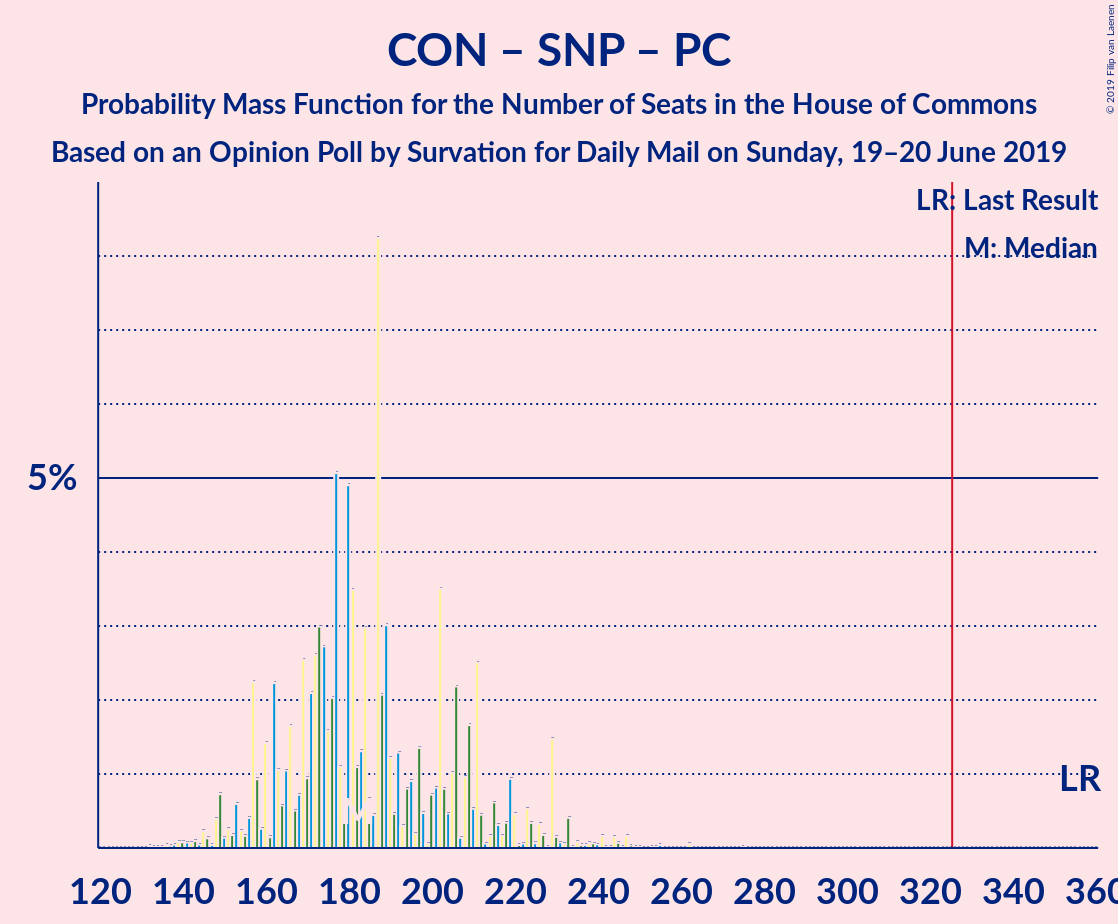 CON – SNP – PC
Probability Mass Function for the Number of Seats in the House of Commons
Based on an Opinion Poll by Survation for Daily Mail on Sunday, 19–20 June 2019
© 2019 Filip van Laenen
LR: Last Result
M: Median
5%
LR
120 140 160 180 200 220 240 260 280 300 320 340 360